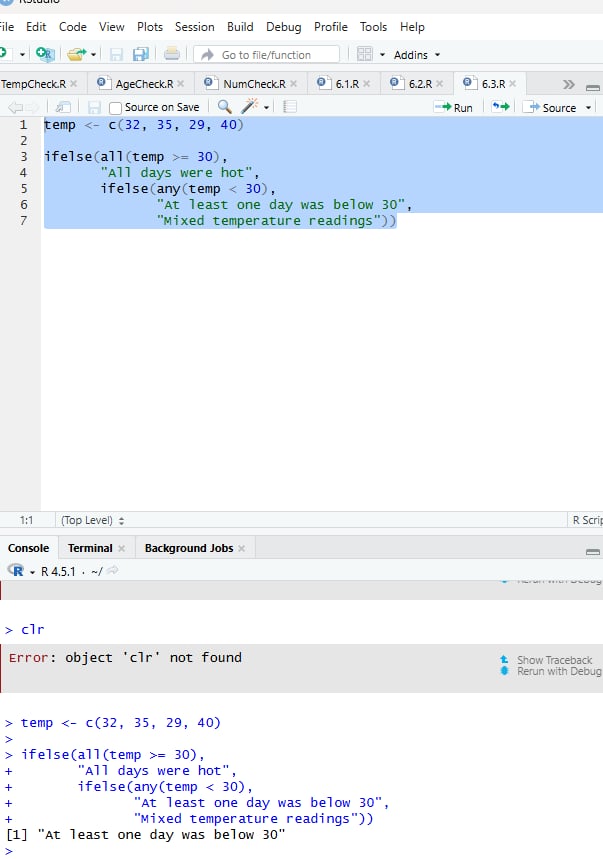 RStudio
File Edit Code View Plots Session Build Debug Profile Tools Help
Go to file/function Addins
TempCheck.R AgeCheck.R NumCheck.R 6.1.R 6.2.R 6.3.R
Source on Save Run Source
1 temp <- c(32, 35, 29, 40)
2
3 ifelse(all(temp >= 30),
4        "All days were hot",
5        ifelse(any(temp < 30),
6               "At least one day was below 30",
7               "Mixed temperature readings"))
1:1 (Top Level) R Scrip
Console Terminal Background Jobs
R R 4.5.1 · ~/
Rerun with Debug
> clr
Error: object 'clr' not found
Show Traceback
Rerun with Debug
> temp <- c(32, 35, 29, 40)
>
> ifelse(all(temp >= 30),
+        "All days were hot",
+        ifelse(any(temp < 30),
+               "At least one day was below 30",
+               "Mixed temperature readings"))
[1] "At least one day was below 30"
>